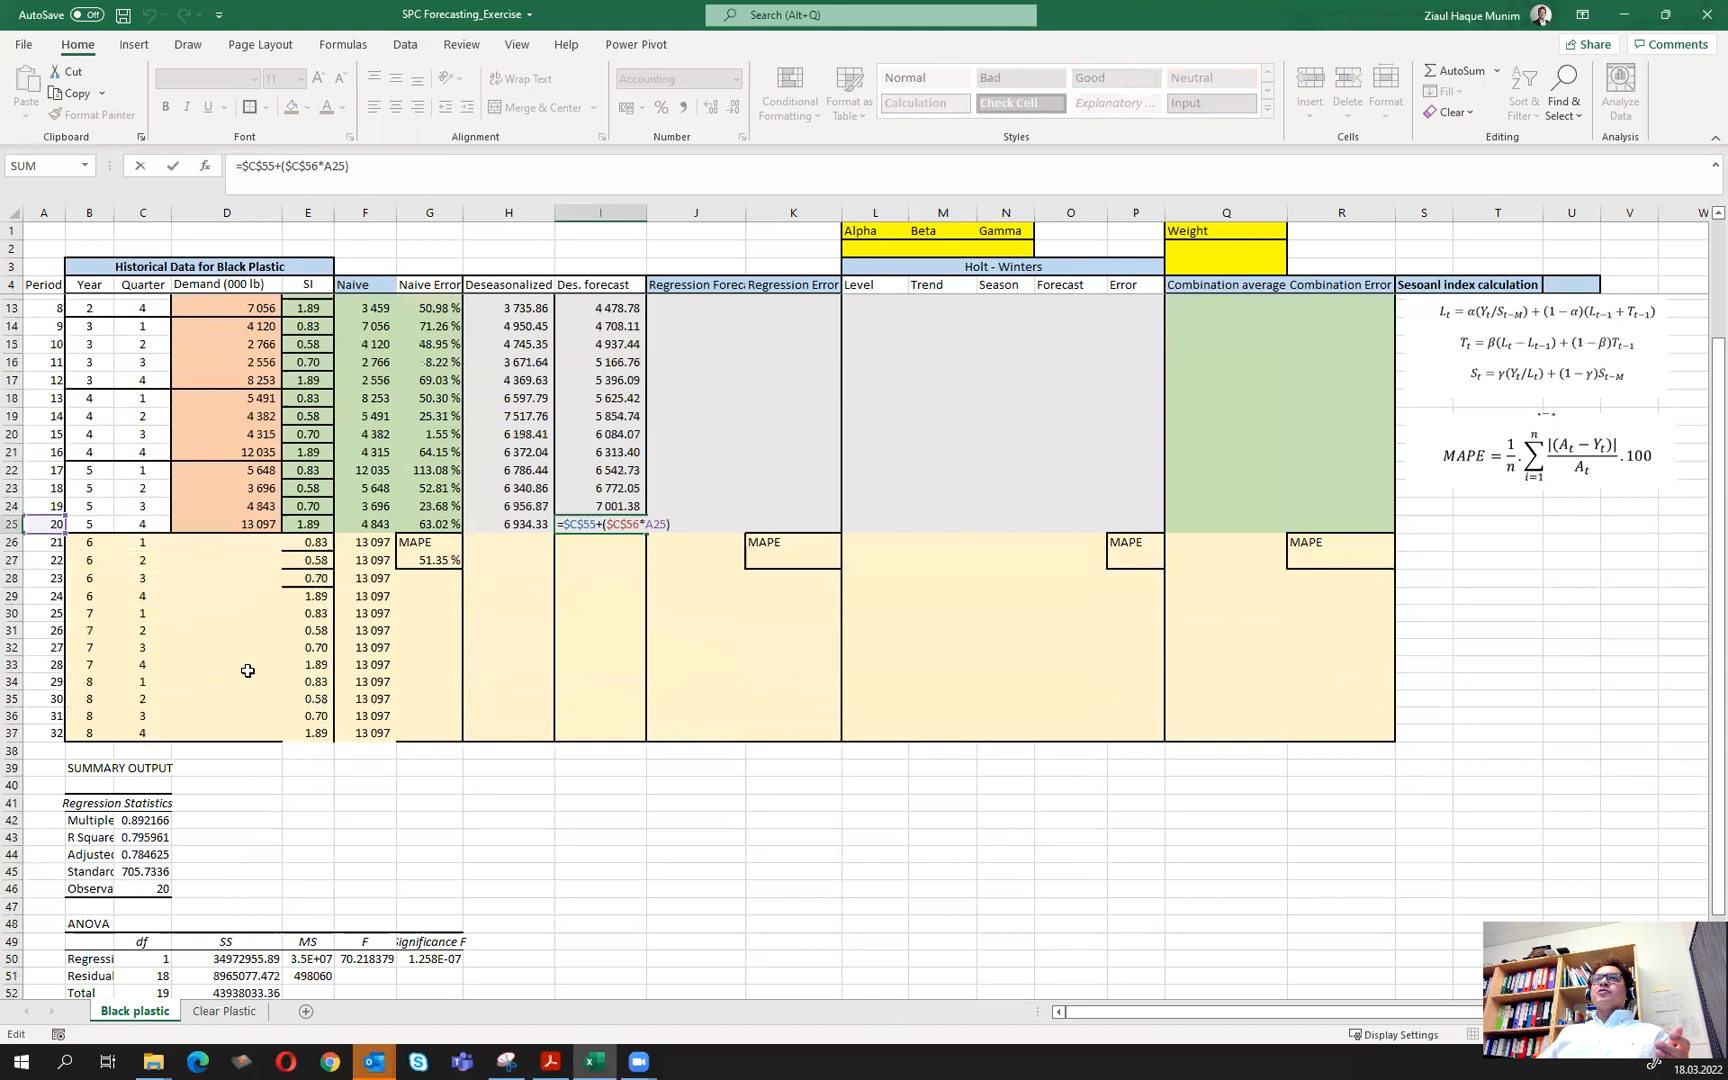 AutoSave Off SPC Forecasting_Exercise Search (Alt+Q) Ziaul Haque Munim
File Home Insert Draw Page Layout Formulas Data Review View Help Power Pivot Share Comments
Paste Cut Copy Format Painter
11 Wrap Text Merge & Center Accounting
Conditional Formatting Format as Table
Normal Bad Good Neutral
Calculation Check Cell Explanatory ... Input
Insert Delete Format
AutoSum Fill Clear Sort & Filter Find & Select Analyze Data
Clipboard Font Alignment Number Styles Cells Editing Analysis
SUM =$C$55+($C$56*A25)
A B C D E F G H I J K L M N O P Q R S T U V W
1 Alpha Beta Gamma Weight
2
3 Historical Data for Black Plastic Holt - Winters
4 Period Year Quarter Demand (000 lb) SI Naive Naive Error Deseasonalized Des. forecast Regression Foreca Regression Error Level Trend Season Forecast Error Combination average Combination Error Sesoanl index calculation
13 8 2 4 7 056 1.89 3 459 50.98 % 3 735.86 4 478.78
14 9 3 1 4 120 0.83 7 056 71.26 % 4 950.45 4 708.11
15 10 3 2 2 766 0.58 4 120 48.95 % 4 745.35 4 937.44
16 11 3 3 2 556 0.70 2 766 8.22 % 3 671.64 5 166.76
17 12 3 4 8 253 1.89 2 556 69.03 % 4 369.63 5 396.09
18 13 4 1 5 491 0.83 8 253 50.30 % 6 597.79 5 625.42
19 14 4 2 4 382 0.58 5 491 25.31 % 7 517.76 5 854.74
20 15 4 3 4 315 0.70 4 382 1.55 % 6 198.41 6 084.07
21 16 4 4 12 035 1.89 4 315 64.15 % 6 372.04 6 313.40
22 17 5 1 5 648 0.83 12 035 113.08 % 6 786.44 6 542.73
23 18 5 2 3 696 0.58 5 648 52.81 % 6 340.86 6 772.05
24 19 5 3 4 843 0.70 3 696 23.68 % 6 956.87 7 001.38
25 20 5 4 13 097 1.89 4 843 63.02 % 6 934.33 =$C$55+($C$56*A25)
26 21 6 1 0.83 13 097 MAPE MAPE MAPE MAPE
27 22 6 2 0.58 13 097 51.35 %
28 23 6 3 0.70 13 097
29 24 6 4 1.89 13 097
30 25 7 1 0.83 13 097
31 26 7 2 0.58 13 097
32 27 7 3 0.70 13 097
33 28 7 4 1.89 13 097
34 29 8 1 0.83 13 097
35 30 8 2 0.58 13 097
36 31 8 3 0.70 13 097
37 32 8 4 1.89 13 097
38
39 SUMMARY OUTPUT
40
41 Regression Statistics
42 Multiple 0.892166
43 R Square 0.795961
44 Adjusted 0.784625
45 Standard 705.7336
46 Observa 20
47
48 ANOVA
49 df SS MS F Significance F
50 Regressi 1 34972955.89 3.5E+07 70.218379 1.258E-07
51 Residual 18 8965077.472 498060
52 Total 19 43938033.36
Lt = α(Yt/St−M) + (1 − α)(Lt−1 + Tt−1)
Tt = β(Lt − Lt−1) + (1 − β)Tt−1
St = γ(Yt/Lt) + (1 − γ)St−M
MAPE = 1/n . n ∑ i=1 |(At − Yt)| / At . 100
Black plastic Clear Plastic
Edit Display Settings
18.03.2022